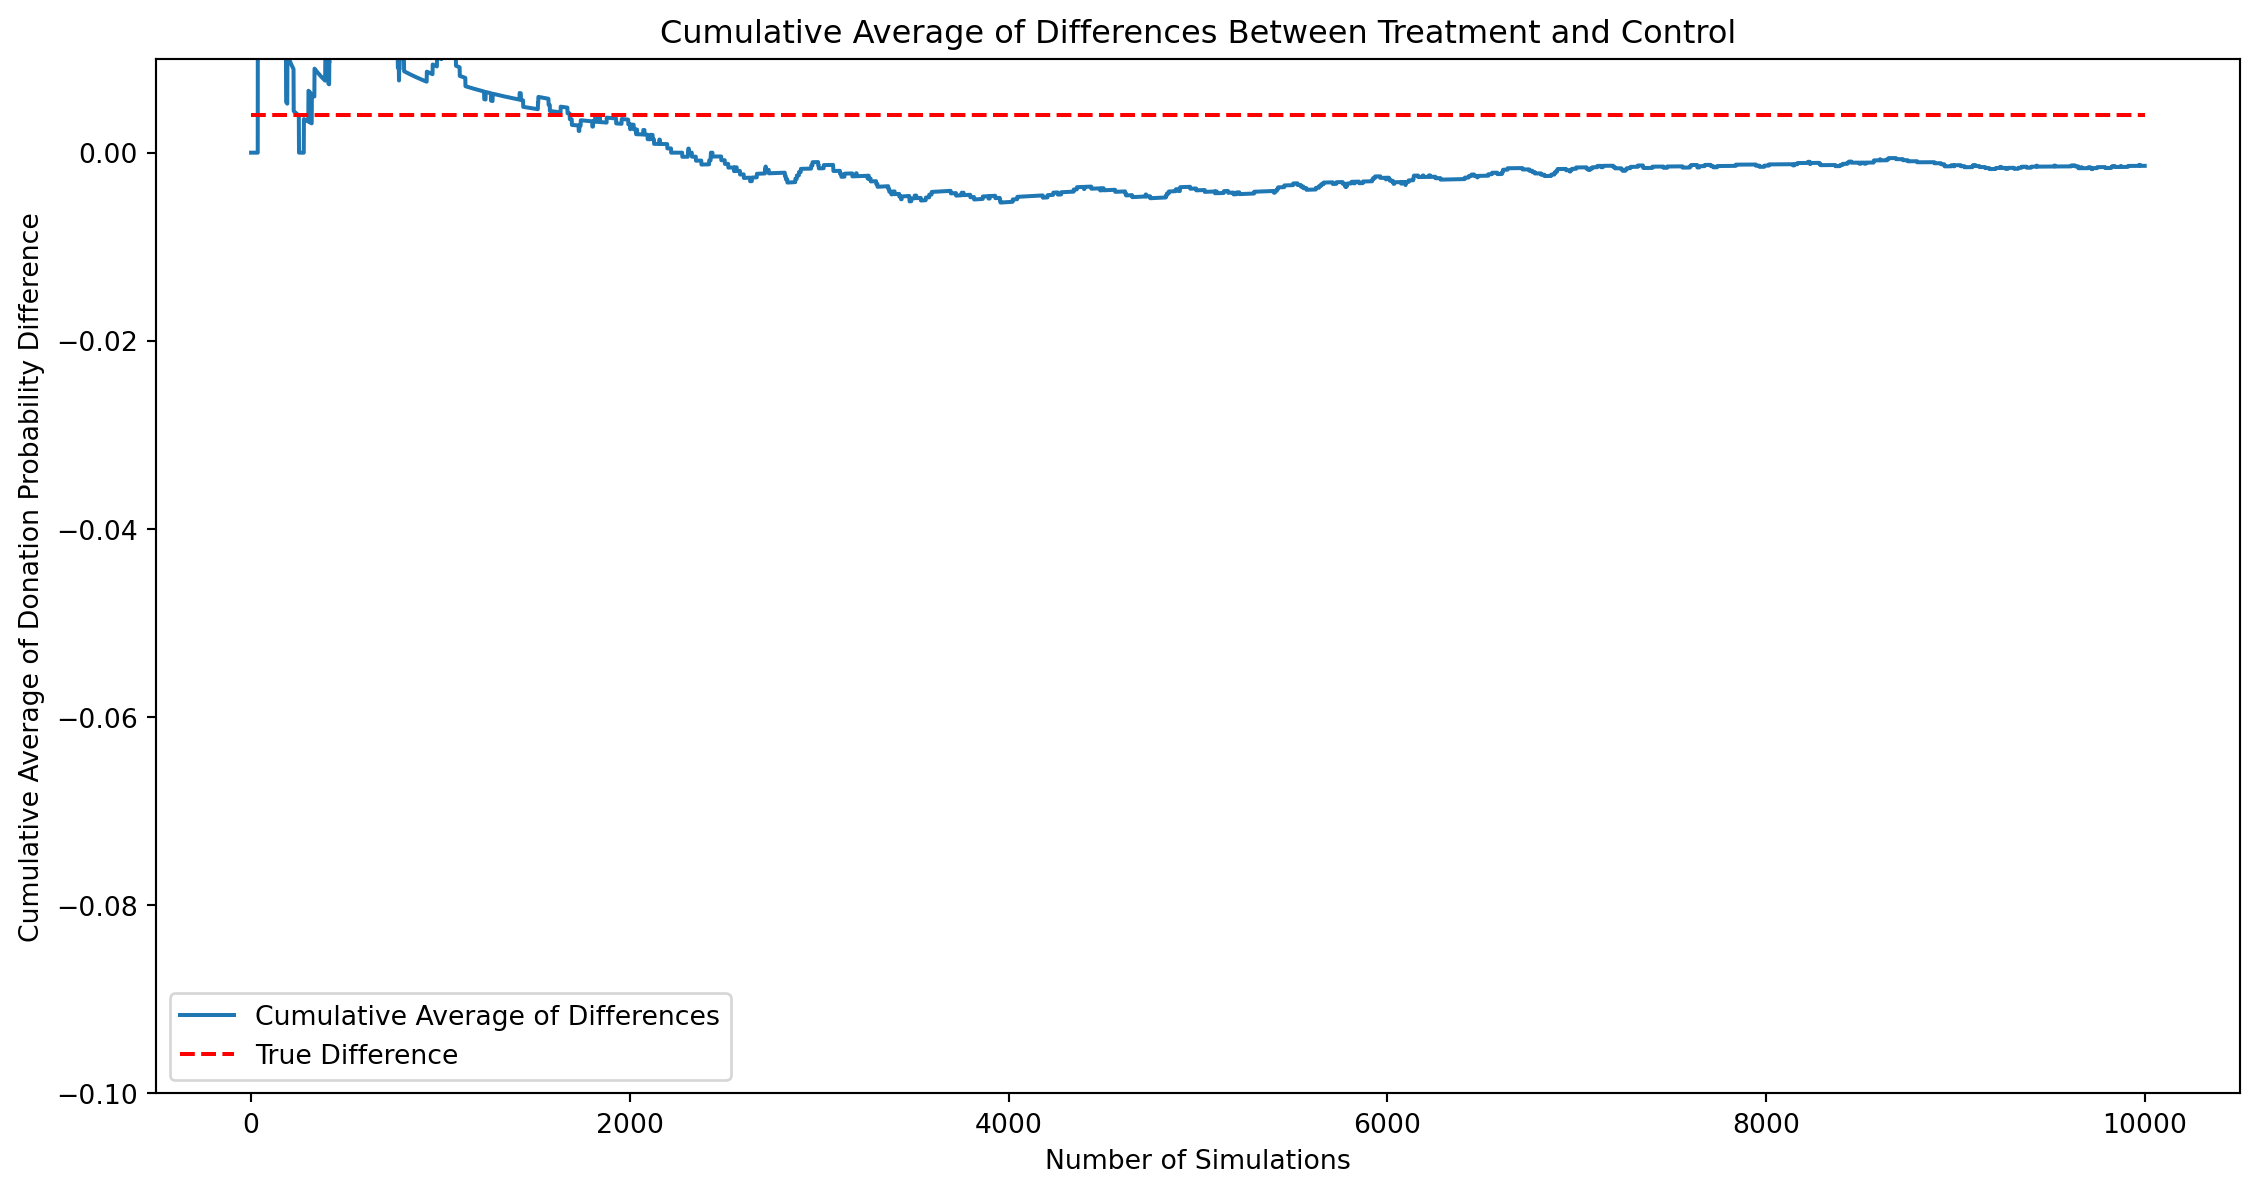 Cumulative Average of Differences Between Treatment and Control
Cumulative Average of Donation Probability Difference
0.00
−0.02
−0.04
−0.06
−0.08
−0.10
Cumulative Average of Differences
True Difference
0
2000
4000
6000
8000
10000
Number of Simulations